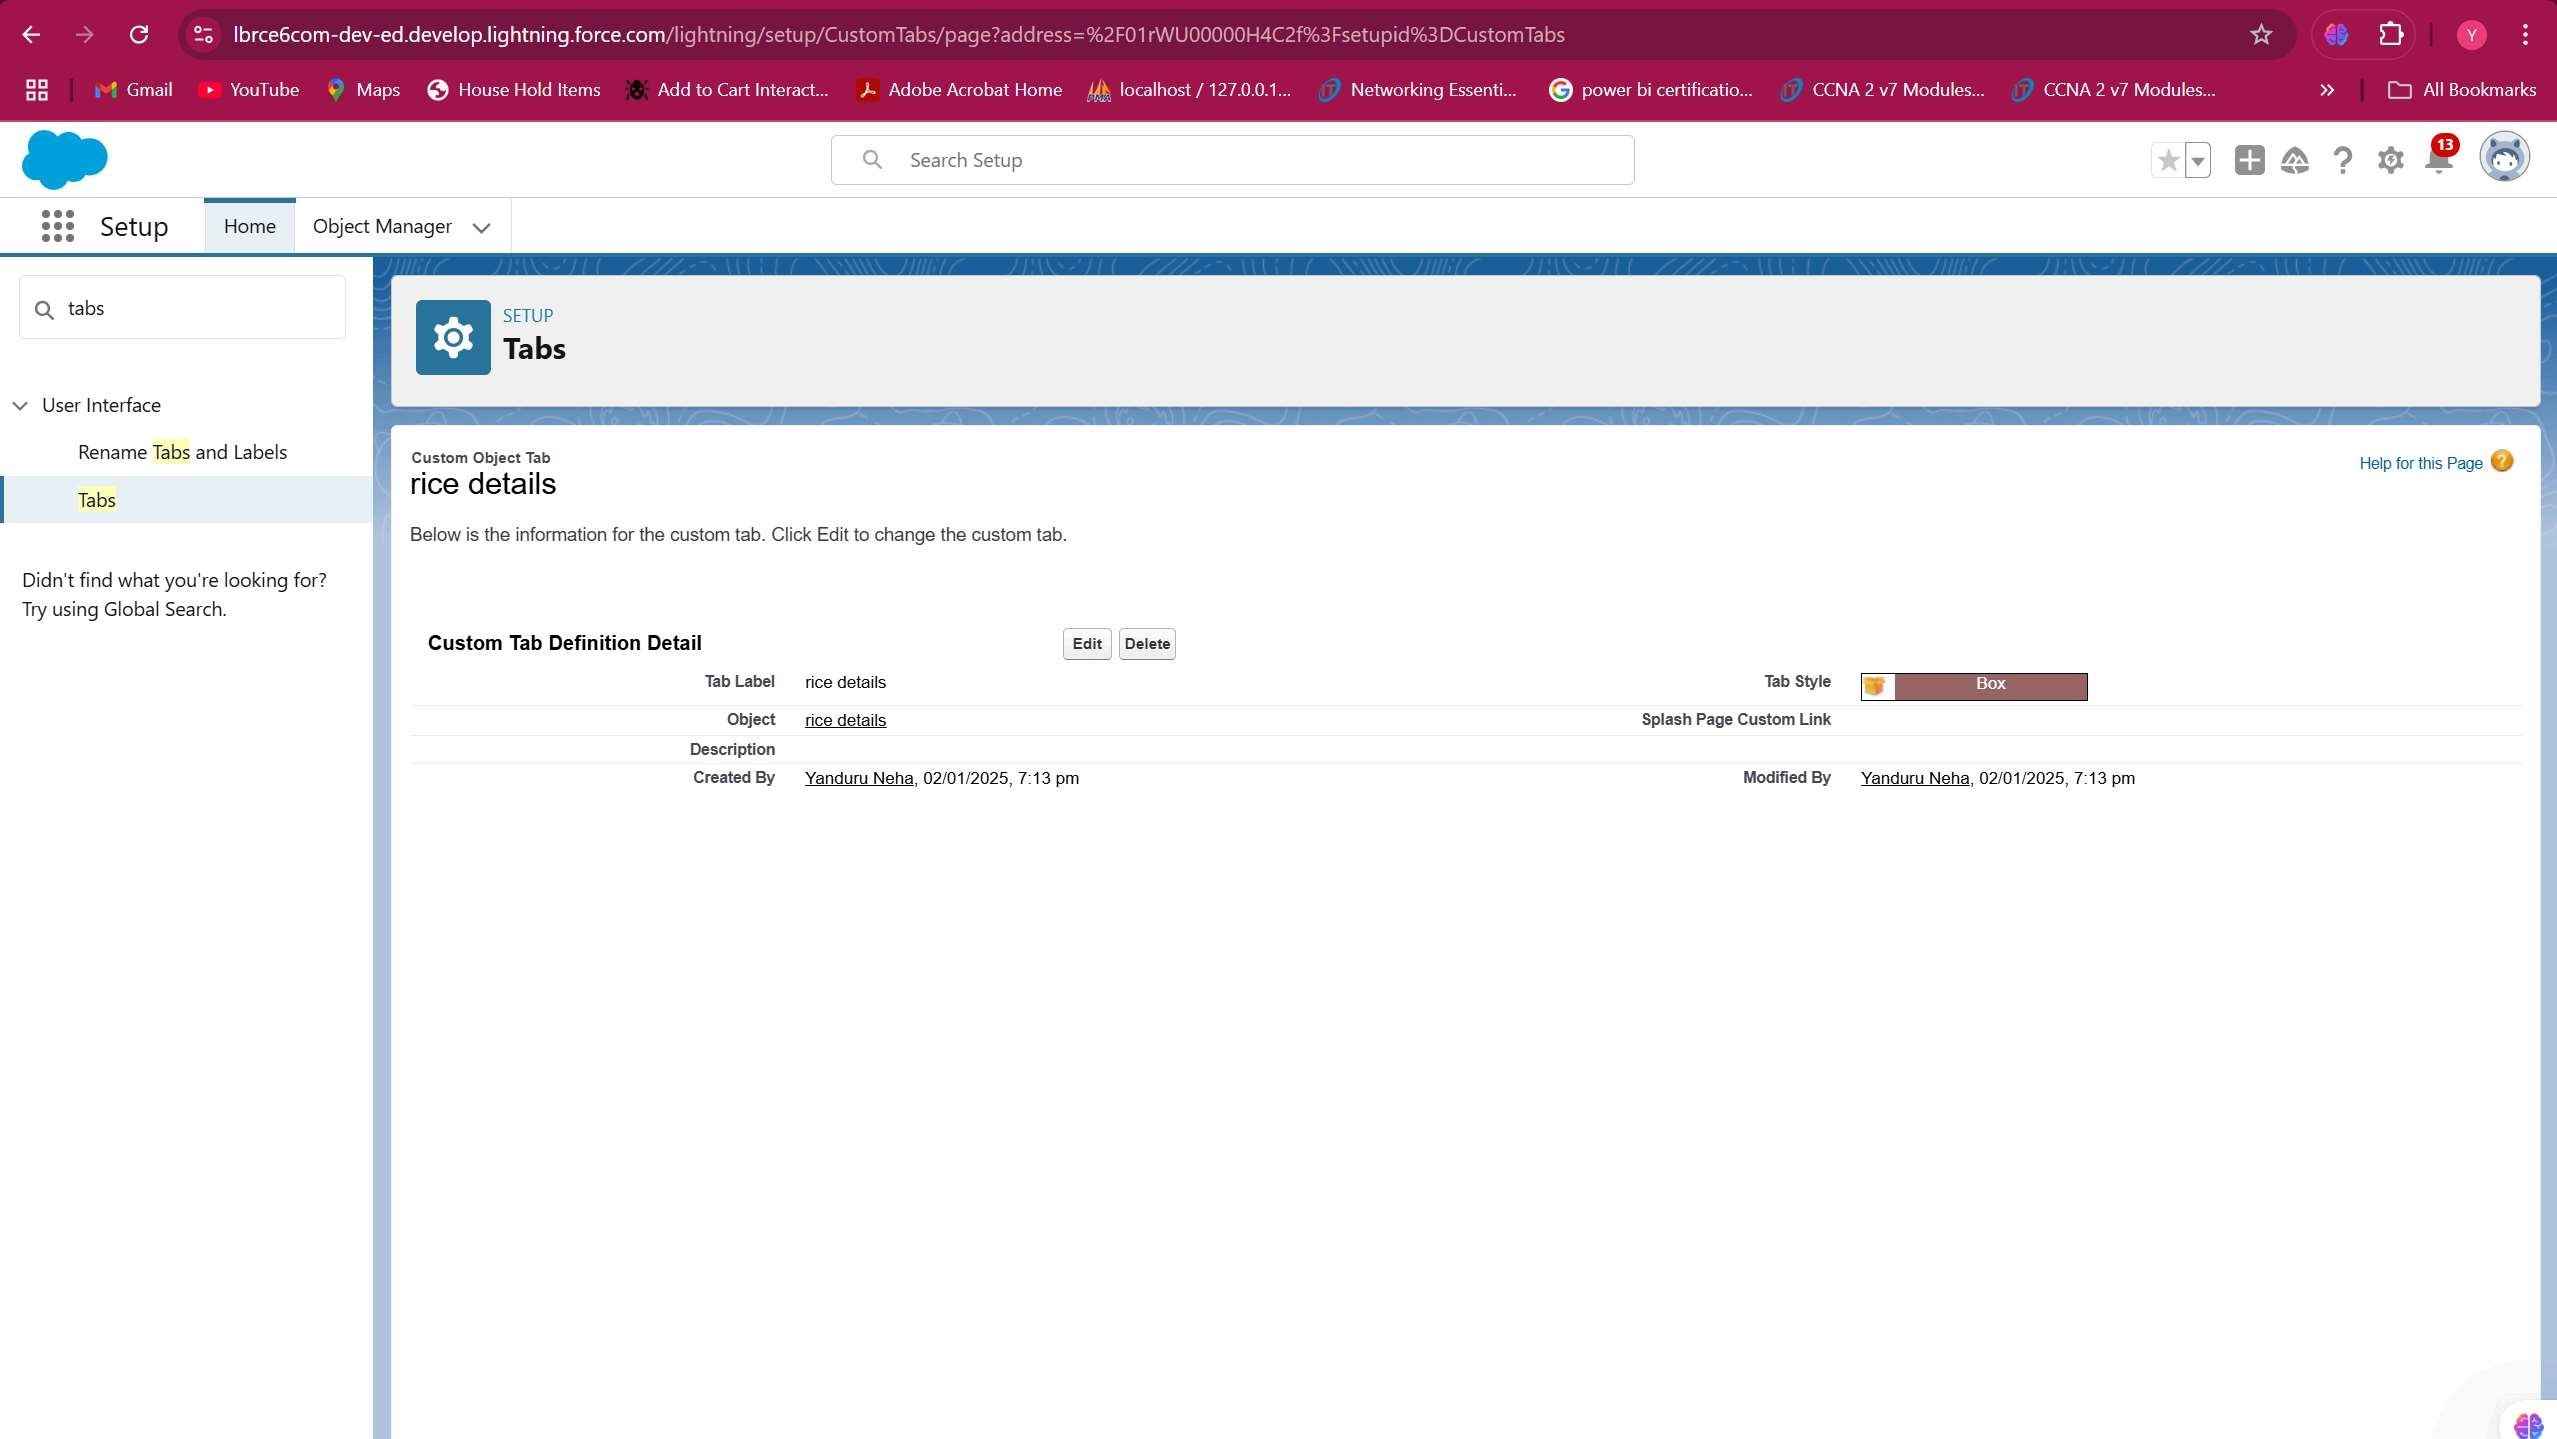 lbrce6com-dev-ed.develop.lightning.force.com/lightning/setup/CustomTabs/page?address=%2F01rWU00000H4C2f%3Fsetupid%3DCustomTabs
Y
Gmail YouTube Maps House Hold Items Add to Cart Interact... Adobe Acrobat Home localhost / 127.0.0.1... Networking Essenti... power bi certificatio... CCNA 2 v7 Modules... CCNA 2 v7 Modules... » All Bookmarks
Search Setup
13
Setup Home Object Manager
tabs
User Interface
Rename Tabs and Labels
Tabs
Didn't find what you're looking for?
Try using Global Search.
SETUP
Tabs
Custom Object Tab
rice details
Help for this Page ?
Below is the information for the custom tab. Click Edit to change the custom tab.
Custom Tab Definition Detail Edit Delete
Tab Label rice details Tab Style Box
Object rice details Splash Page Custom Link
Description
Created By Yanduru Neha, 02/01/2025, 7:13 pm Modified By Yanduru Neha, 02/01/2025, 7:13 pm